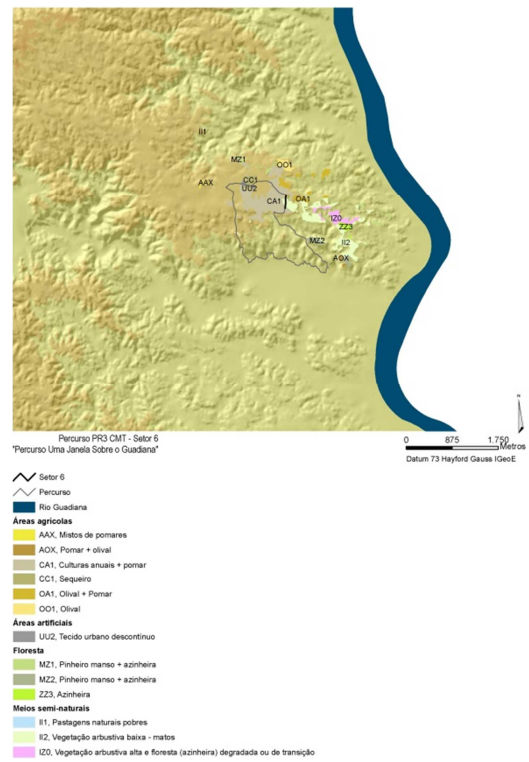 II1
MZ1
OO1
AAX
CC1
UU2
CA1
OA1
IZ0
ZZ3
MZ2
II2
AOX
Percurso PR3 CMT - Setor 6
"Percurso Uma Janela Sobre o Guadiana"
0 875 1.750
Metros
Datum 73 Hayford Gauss IGeoE
Setor 6
Percurso
Rio Guadiana
Áreas agrícolas
AAX, Mistos de pomares
AOX, Pomar + olival
CA1, Culturas anuais + pomar
CC1, Sequeiro
OA1, Olival + Pomar
OO1, Olival
Áreas artificiais
UU2, Tecido urbano descontínuo
Floresta
MZ1, Pinheiro manso + azinheira
MZ2, Pinheiro manso + azinheira
ZZ3, Azinheira
Meios semi-naturais
II1, Pastagens naturais pobres
II2, Vegetação arbustiva baixa - matos
IZ0, Vegetação arbustiva alta e floresta (azinheira) degradada ou de transição